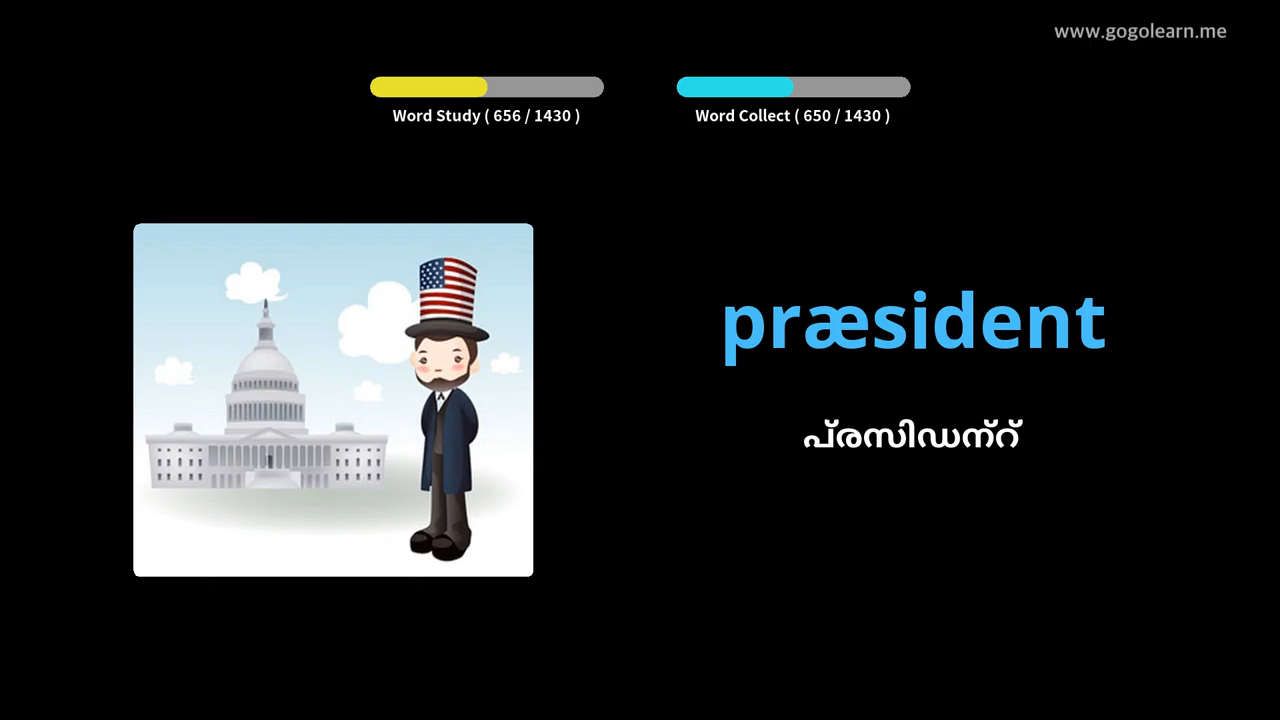 www.gogolearn.me
Word Study ( 656 / 1430 )
Word Collect ( 650 / 1430 )
præsident
പ്രസിഡന്റ്